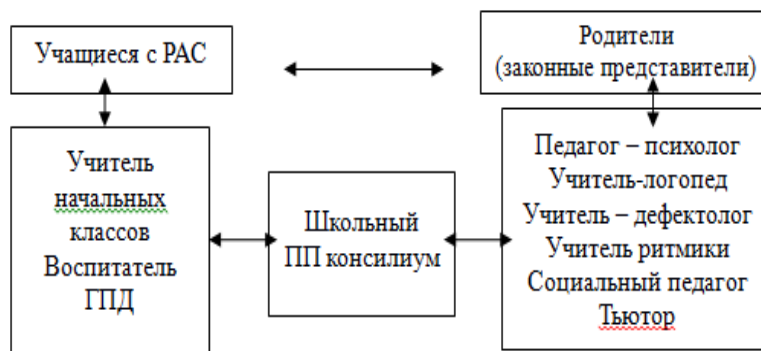 Учащиеся с РАС
Родители
(законные представители)
Учитель
начальных
классов
Воспитатель
ГПД
Школьный
ПП консилиум
Педагог – психолог
Учитель-логопед
Учитель – дефектолог
Учитель ритмики
Социальный педагог
Тьютор